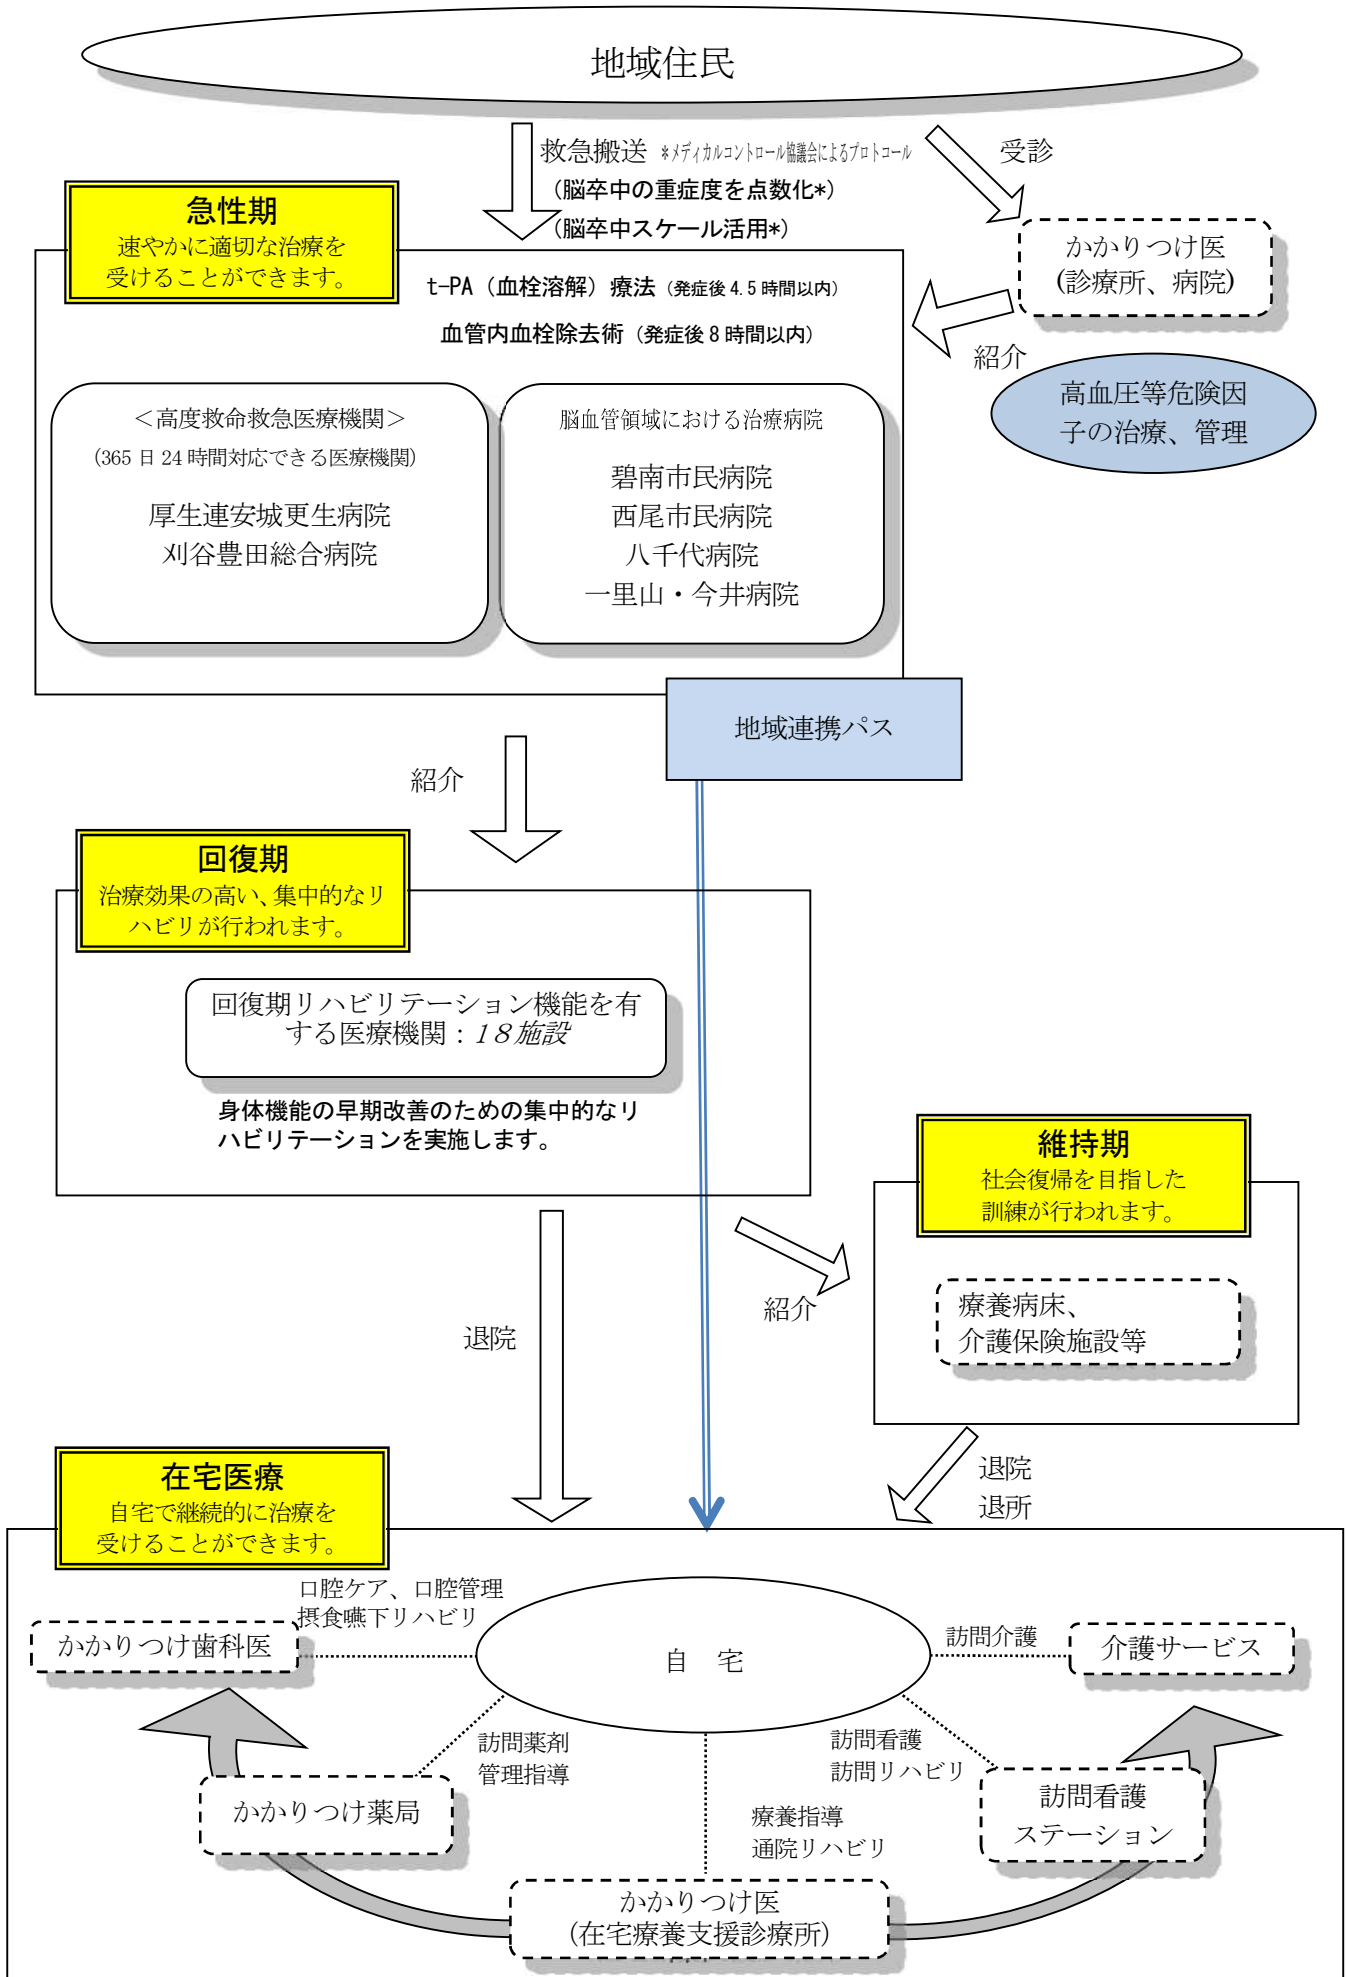 地域住民
救急搬送 *メディカルコントロール協議会によるプロトコール
(脳卒中の重症度を点数化*)
(脳卒中スケール活用*)
受診
急性期
速やかに適切な治療を
受けることができます。
かかりつけ医
(診療所、病院)
紹介
高血圧等危険因
子の治療、管理
t-PA（血栓溶解）療法（発症後 4.5 時間以内）
血管内血栓除去術（発症後 8 時間以内）
＜高度救命救急医療機関＞
(365 日 24 時間対応できる医療機関)
厚生連安城更生病院
刈谷豊田総合病院
脳血管領域における治療病院
碧南市民病院
西尾市民病院
八千代病院
一里山・今井病院
地域連携パス
紹介
回復期
治療効果の高い、集中的なリ
ハビリが行われます。
回復期リハビリテーション機能を有
する医療機関：18施設
身体機能の早期改善のための集中的なリ
ハビリテーションを実施します。
維持期
社会復帰を目指した
訓練が行われます。
療養病床、
介護保険施設等
紹介
退院
退院
退所
在宅医療
自宅で継続的に治療を
受けることができます。
口腔ケア、口腔管理
摂食嚥下リハビリ
かかりつけ歯科医
自　宅
訪問介護
介護サービス
訪問薬剤
管理指導
かかりつけ薬局
訪問看護
訪問リハビリ
訪問看護
ステーション
療養指導
通院リハビリ
かかりつけ医
(在宅療養支援診療所)